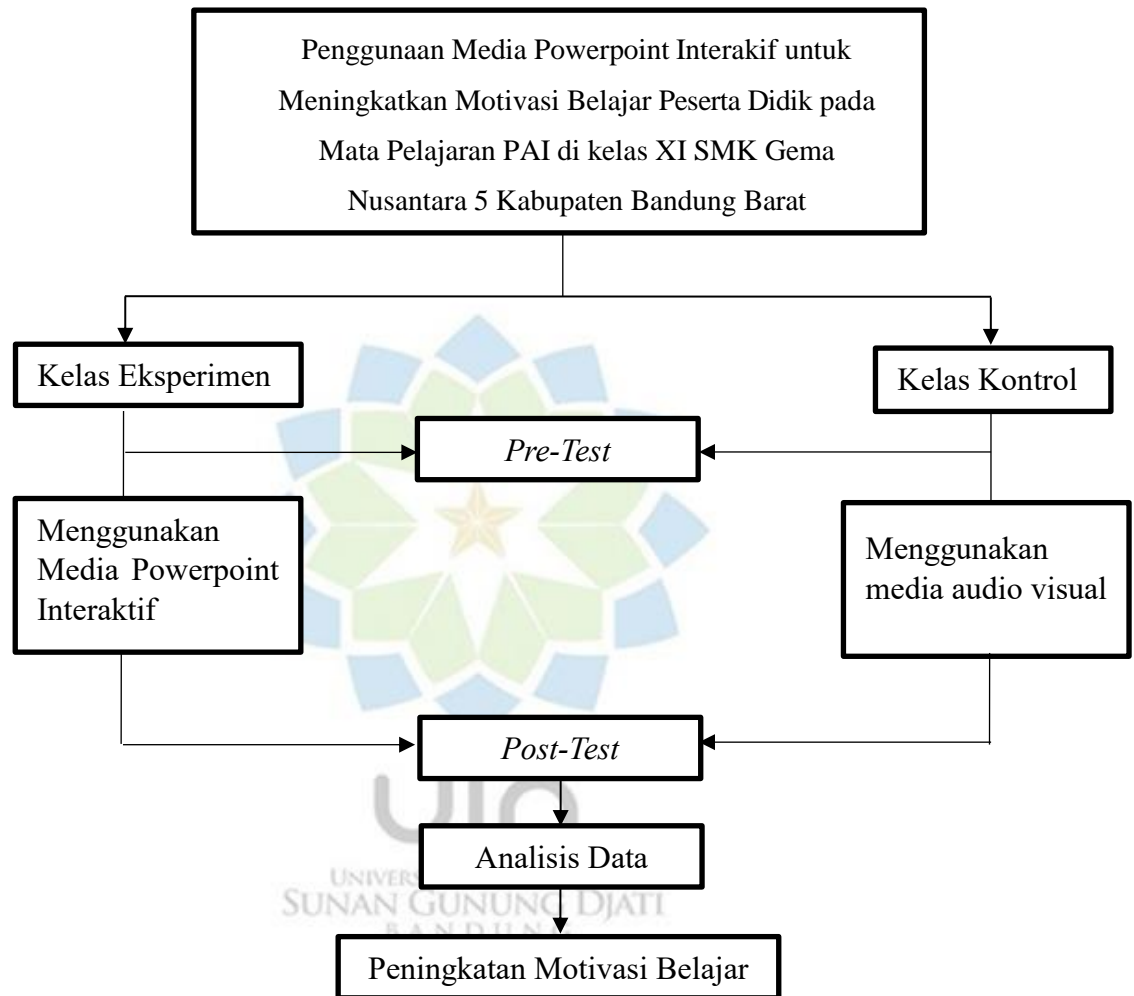 Penggunaan Media Powerpoint Interakif untuk
Meningkatkan Motivasi Belajar Peserta Didik pada
Mata Pelajaran PAI di kelas XI SMK Gema
Nusantara 5 Kabupaten Bandung Barat
Kelas Eksperimen
Kelas Kontrol
Pre-Test
Menggunakan
Media Powerpoint
Interaktif
Menggunakan
media audio visual
Post-Test
uin
Analisis Data
SUNAN GUNUNG DJATI
BANDUNG
Peningkatan Motivasi Belajar